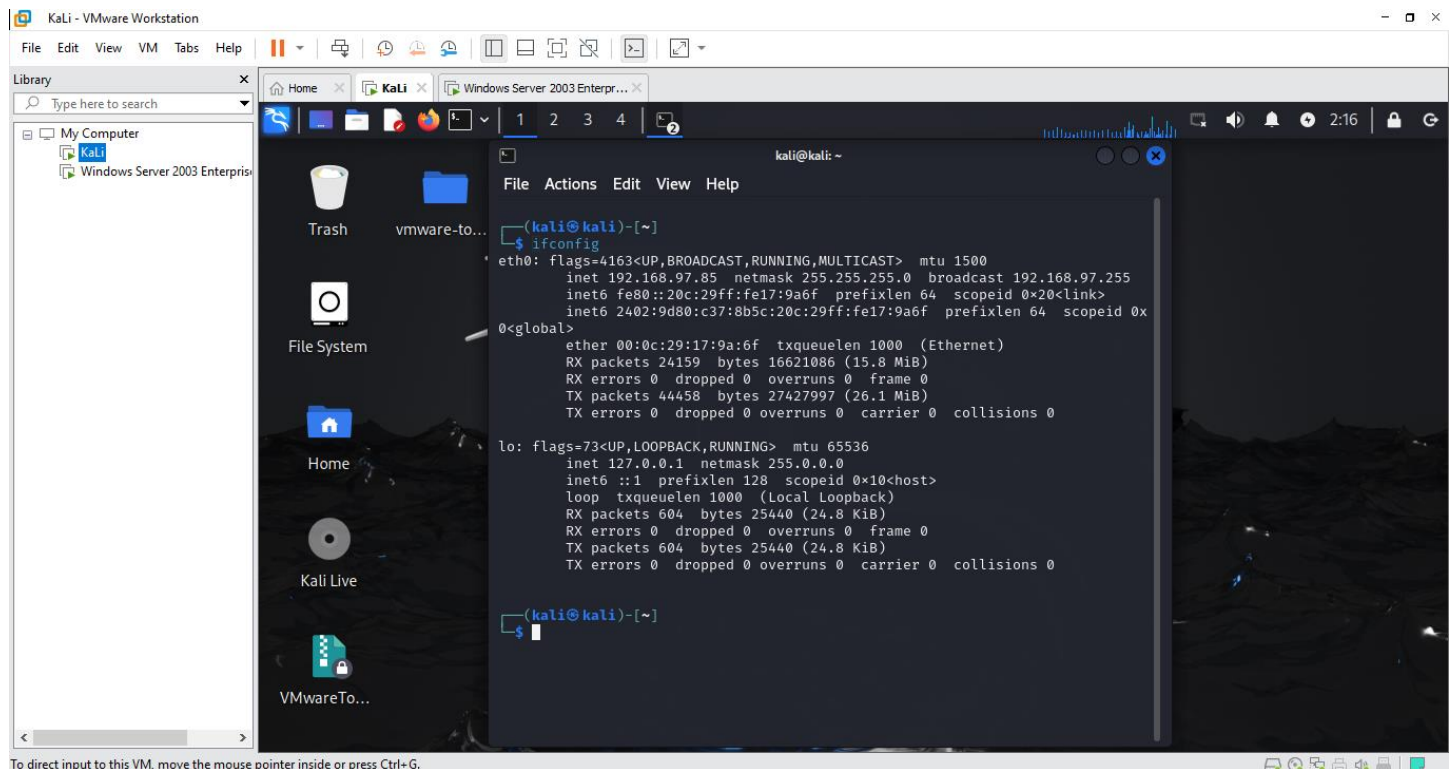 KaLi - VMware Workstation
File Edit View VM Tabs Help
Library
Type here to search
My Computer
KaLi
Windows Server 2003 Enterpris
Home
KaLi
Windows Server 2003 Enterpr...
1 2 3 4
2
2:16
Trash
vmware-to...
File System
Home
Kali Live
VMwareTo...
kali@kali: ~
File Actions Edit View Help
(kali㉿kali)-[~]
$ ifconfig
eth0: flags=4163<UP,BROADCAST,RUNNING,MULTICAST> mtu 1500
inet 192.168.97.85 netmask 255.255.255.0 broadcast 192.168.97.255
inet6 fe80::20c:29ff:fe17:9a6f prefixlen 64 scopeid 0×20<link>
inet6 2402:9d80:c37:8b5c:20c:29ff:fe17:9a6f prefixlen 64 scopeid 0x
0<global>
ether 00:0c:29:17:9a:6f txqueuelen 1000 (Ethernet)
RX packets 24159 bytes 16621086 (15.8 MiB)
RX errors 0 dropped 0 overruns 0 frame 0
TX packets 44458 bytes 27427997 (26.1 MiB)
TX errors 0 dropped 0 overruns 0 carrier 0 collisions 0
lo: flags=73<UP,LOOPBACK,RUNNING> mtu 65536
inet 127.0.0.1 netmask 255.0.0.0
inet6 ::1 prefixlen 128 scopeid 0×10<host>
loop txqueuelen 1000 (Local Loopback)
RX packets 604 bytes 25440 (24.8 KiB)
RX errors 0 dropped 0 overruns 0 frame 0
TX packets 604 bytes 25440 (24.8 KiB)
TX errors 0 dropped 0 overruns 0 carrier 0 collisions 0
(kali㉿kali)-[~]
$
To direct input to this VM, move the mouse pointer inside or press Ctrl+G.